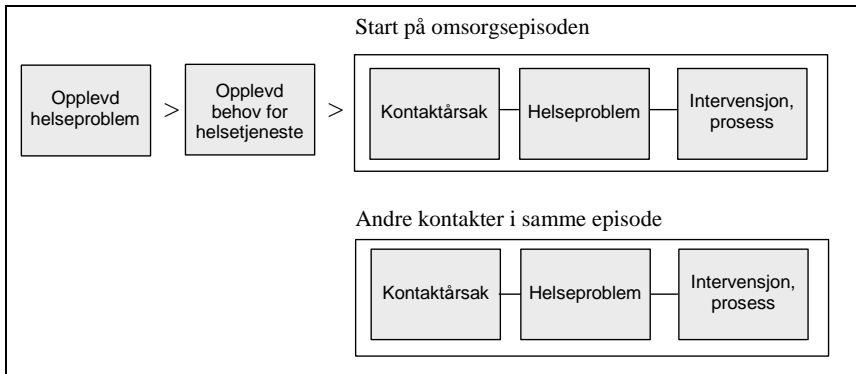 Start på omsorgsepisoden
Opplevd
helseproblem
>
Opplevd
behov for
helsetjeneste
>
Kontaktårsak
Helseproblem
Intervensjon,
prosess
Andre kontakter i samme episode
Kontaktårsak
Helseproblem
Intervensjon,
prosess